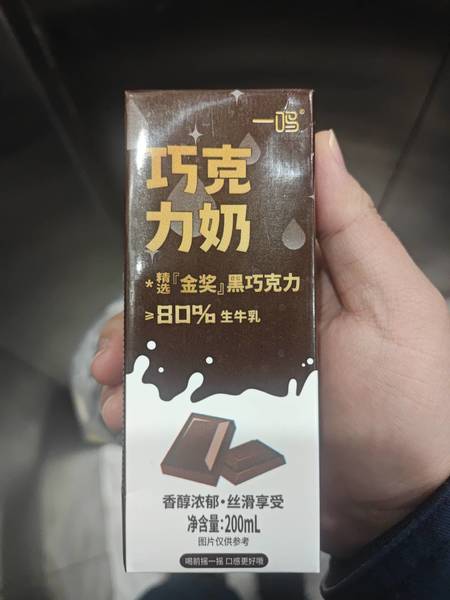 一鸣®
巧克
力奶
*精选『金奖』黑巧克力
≥80%生牛乳
香醇浓郁·丝滑享受
净含量:200mL
图片仅供参考
喝前摇一摇 口感更好哦